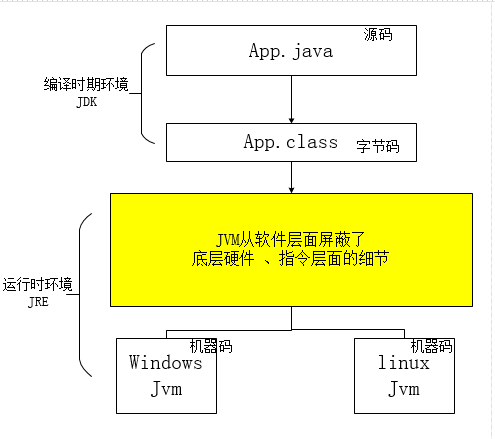 源码
App.java
编译时期环境
JDK
App.class 字节码
JVM从软件层面屏蔽了
底层硬件 、指令层面的细节
运行时环境
JRE
机器码
Windows
Jvm
机器码
linux
Jvm